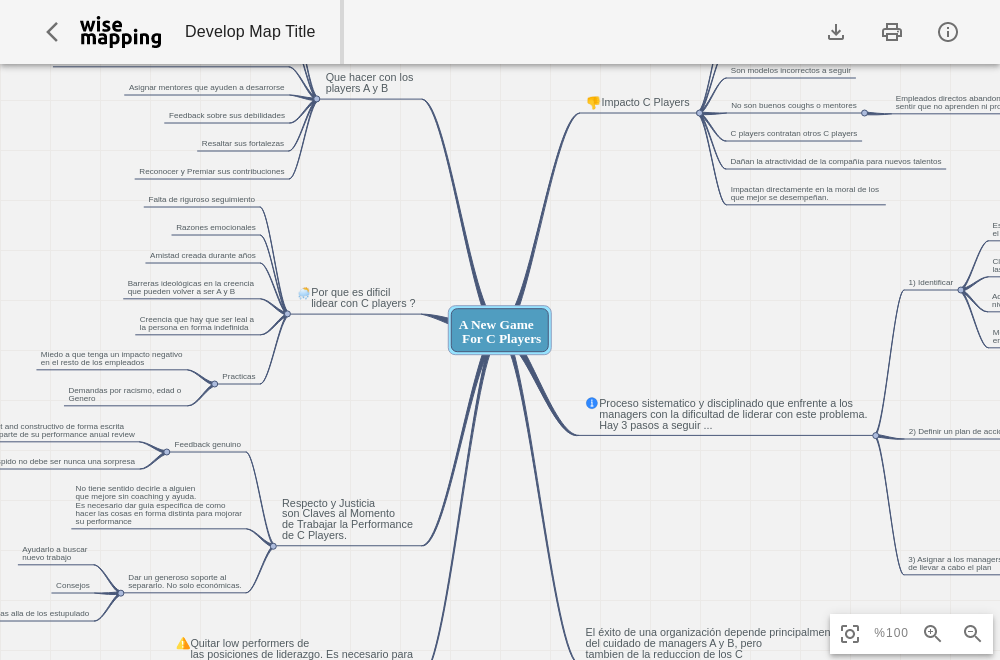 wise
mapping
Develop Map Title
Que hacer con los
players A y B
Asignar mentores que ayuden a desarrorse
Feedback sobre sus debilidades
Resaltar sus fortalezas
Reconocer y Premiar sus contribuciones
Falta de riguroso seguimiento
Razones emocionales
Amistad creada durante años
Barreras ideológicas en la creencia
que pueden volver a ser A y B
Creencia que hay que ser leal a
la persona en forma indefinida
Por que es dificil
lidear con C players ?
Miedo a que tenga un impacto negativo
en el resto de los empleados
Practicas
Demandas por racismo, edad o
Genero
t and constructivo de forma escrita
parte de su performance anual review
Feedback genuino
pido no debe ser nunca una sorpresa
No tiene sentido decirle a alguien
que mejore sin coaching y ayuda.
Es necesario dar guía especifica de como
hacer las cosas en forma distinta para mojorar
su performance
Respecto y Justicia
son Claves al Momento
de Trabajar la Performance
de C Players.
Ayudarlo a buscar
nuevo trabajo
Dar un generoso soporte al
separarlo. No solo económicas.
Consejos
as alla de los estupulado
Quitar low performers de
las posiciones de liderazgo. Es necesario para
A New Game
For C Players
Impacto C Players
Son modelos incorrectos a seguir
No son buenos coughs o mentores
Empleados directos abandon
sentir que no aprenden ni pro
C players contratan otros C players
Dañan la atractividad de la compañía para nuevos talentos
Impactan directamente en la moral de los
que mejor se desempeñan.
1) Identificar
Es
el
las
niv
M
en
Proceso sistematico y disciplinado que enfrente a los
managers con la dificultad de liderar con este problema.
Hay 3 pasos a seguir ...
2) Definir un plan de acció
3) Asignar a los managers
de llevar a cabo el plan
El éxito de una organización depende principalmen
del cuidado de managers A y B, pero
tambien de la reduccion de los C
%100